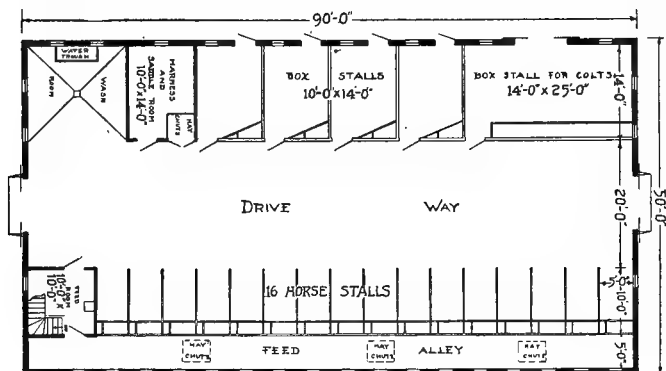 90'-0"
WATER
TROUGH
WASH
ROOM
HARNESS
AND
SADDLE ROOM
10'-0"X14'-0"
HAY
CHUTE
BOX STALLS
10'-0"X14'-0"
BOX STALL FOR COLTS
14'-0"X25'-0"
14'-0"
DRIVE WAY
20'-0"
50'-0"
FEED
ROOM
10'-0"X
10'-0"
16 HORSE STALLS
5'-0"
10'-0"
HAY
CHUTE
FEED
HAY
CHUTE
ALLEY
HAY
CHUTE
5'-0"